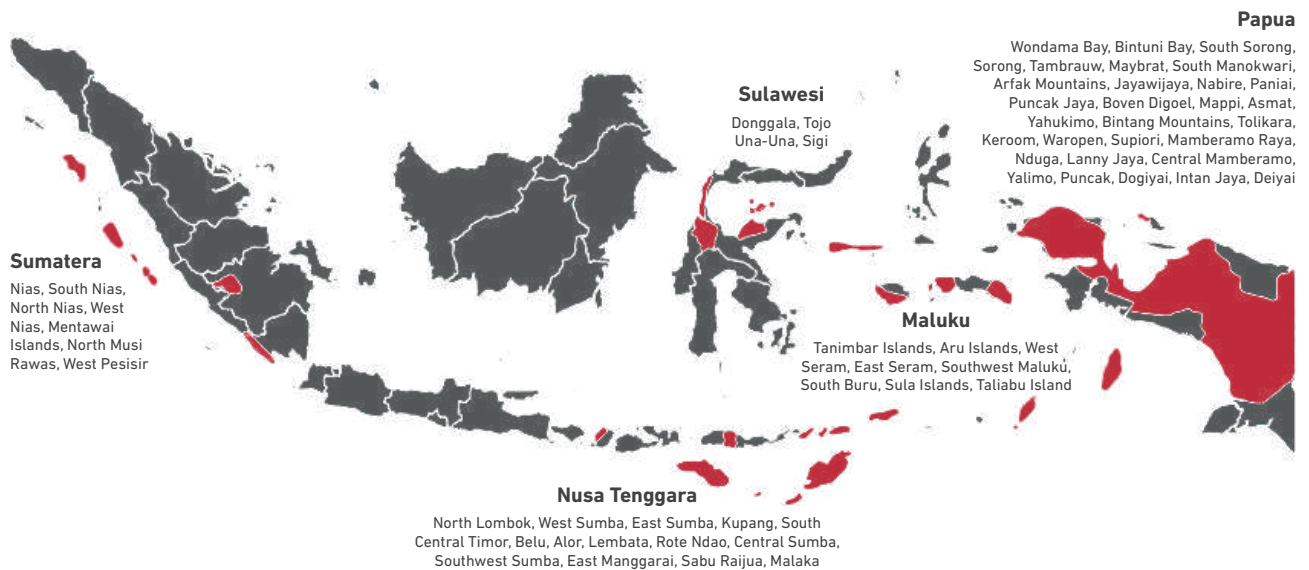 Papua
Wondama Bay, Bintuni Bay, South Sorong,
Sorong, Tambrauw, Maybrat, South Manokwari,
Arfak Mountains, Jayawijaya, Nabire, Paniai,
Puncak Jaya, Boven Digoel, Mappi, Asmat,
Yahukimo, Bintang Mountains, Tolikara,
Keroom, Waropen, Supiori, Mamberamo Raya,
Nduga, Lanny Jaya, Central Mamberamo,
Yalimo, Puncak, Dogiyai, Intan Jaya, Deiyai
Sulawesi
Donggala, Tojo
Una-Una, Sigi
Sumatera
Nias, South Nias,
North Nias, West
Nias, Mentawai
Islands, North Musi
Rawas, West Pesisir
Maluku
Tanimbar Islands, Aru Islands, West
Seram, East Seram, Southwest Maluku,
South Buru, Sula Islands, Taliabu Island
Nusa Tenggara
North Lombok, West Sumba, East Sumba, Kupang, South
Central Timor, Belu, Alor, Lembata, Rote Ndao, Central Sumba,
Southwest Sumba, East Manggarai, Sabu Raijua, Malaka